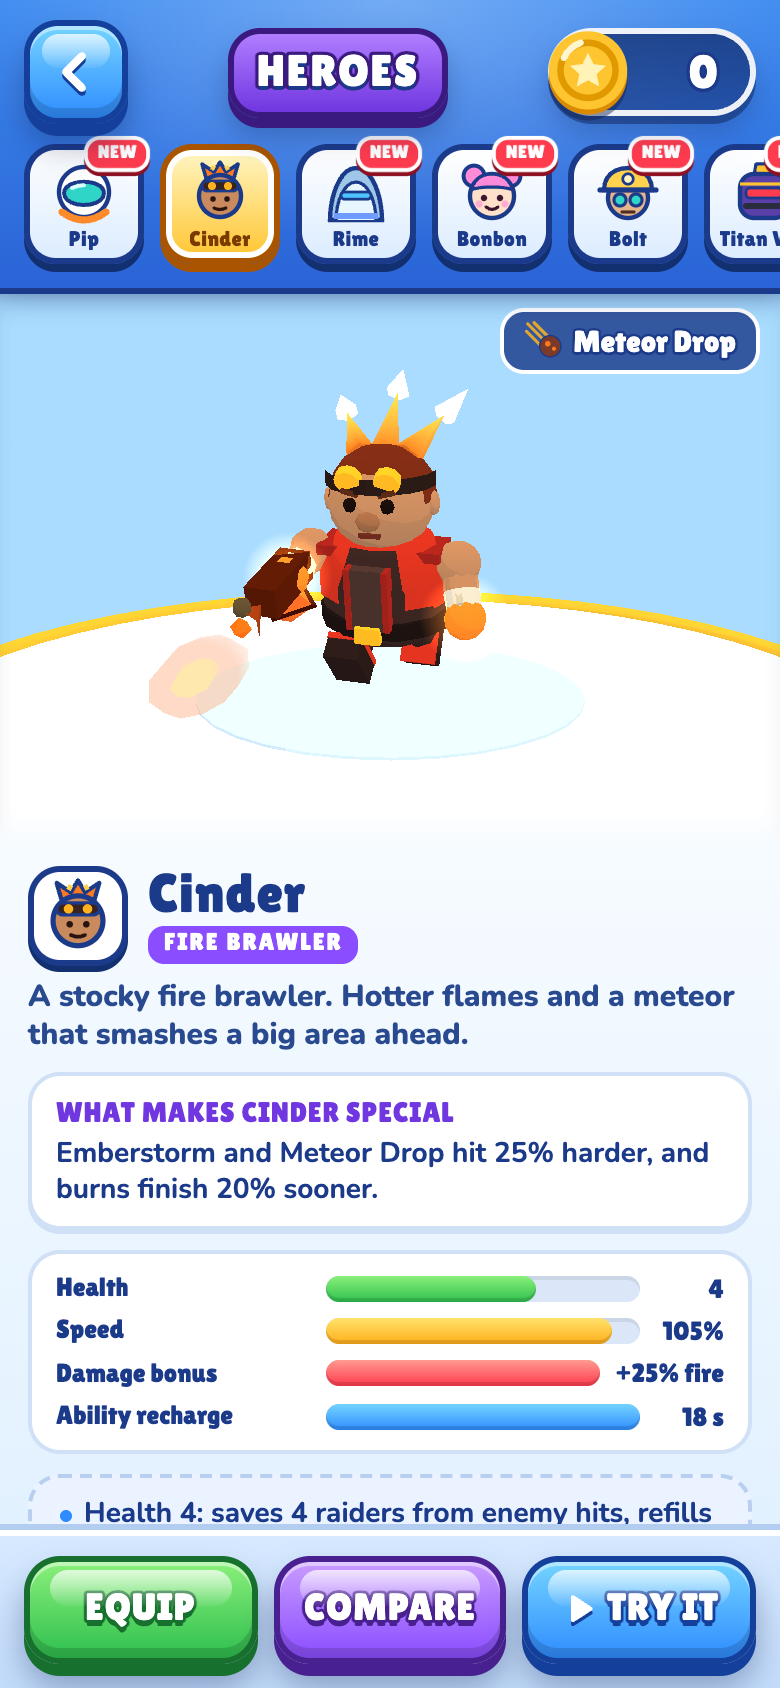 HEROES
0
NEW
NEW
NEW
NEW
Pip
Cinder
Rime
Bonbon
Bolt
Titan
Meteor Drop
Cinder
FIRE BRAWLER
A stocky fire brawler. Hotter flames and a meteor
that smashes a big area ahead.
WHAT MAKES CINDER SPECIAL
Emberstorm and Meteor Drop hit 25% harder, and
burns finish 20% sooner.
Health 4
Speed 105%
Damage bonus +25% fire
Ability recharge 18 s
Health 4: saves 4 raiders from enemy hits, refills
EQUIP
COMPARE
TRY IT